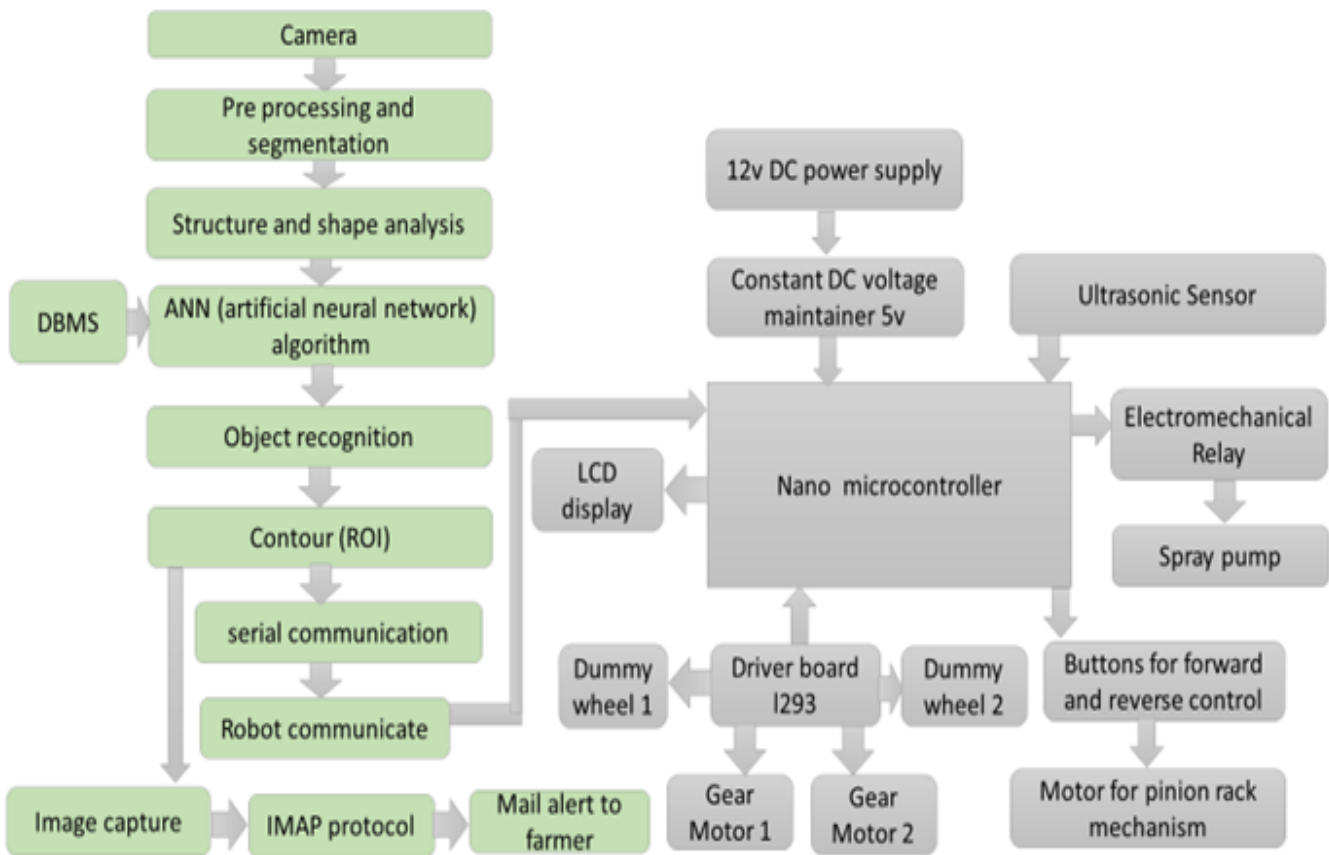 Camera
Pre processing and
segmentation
Structure and shape analysis
DBMS
ANN (artificial neural network)
algorithm
Object recognition
Contour (ROI)
serial communication
Robot communicate
Image capture
IMAP protocol
Mail alert to
farmer
12v DC power supply
Constant DC voltage
maintainer 5v
Ultrasonic Sensor
Nano microcontroller
LCD
display
Electromechanical
Relay
Spray pump
Dummy
wheel 1
Driver board
l293
Dummy
wheel 2
Buttons for forward
and reverse control
Gear
Motor 1
Gear
Motor 2
Motor for pinion rack
mechanism